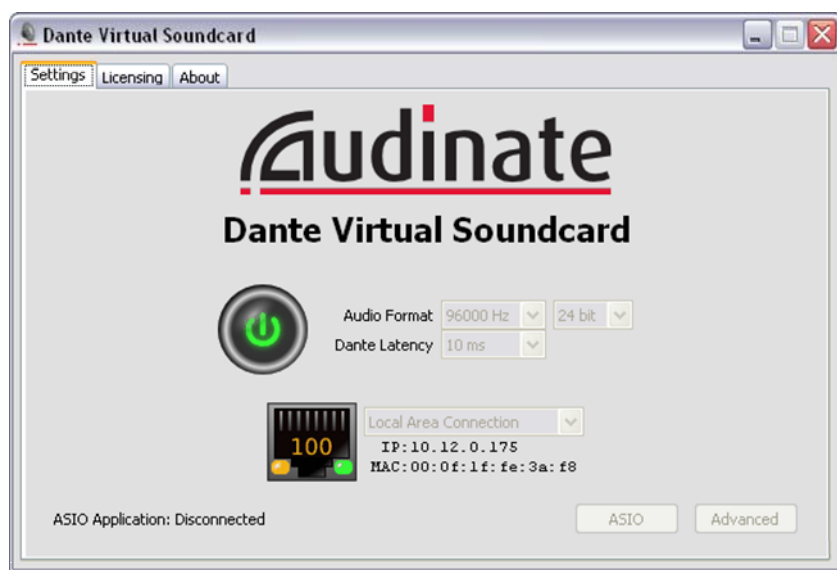 Dante Virtual Soundcard
Settings Licensing About
Audinate
Dante Virtual Soundcard
Audio Format 96000 Hz 24 bit
Dante Latency 10 ms
Local Area Connection
100
IP:10.12.0.175
MAC:00:0f:1f:fe:3a:f8
ASIO Application: Disconnected ASIO Advanced